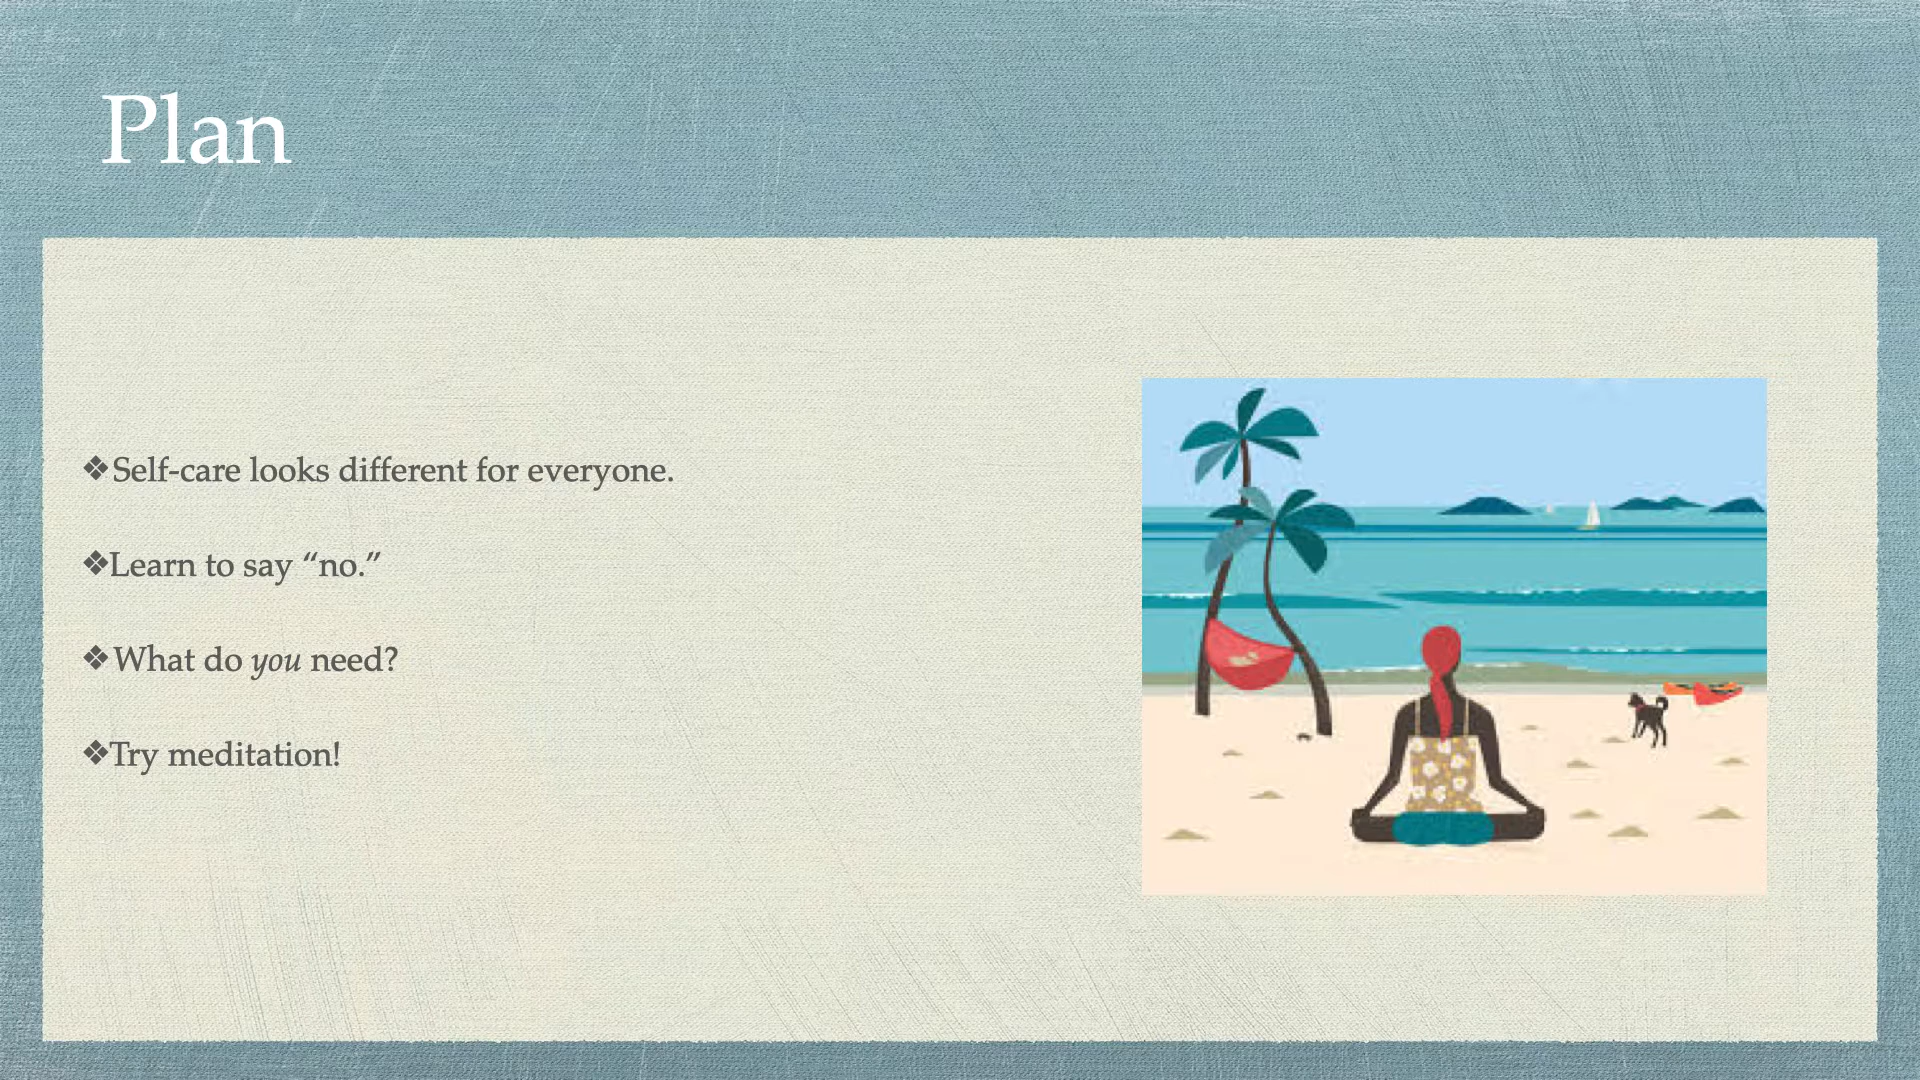 Plan
❖Self-care looks different for everyone.
❖Learn to say “no.”
❖What do you need?
❖Try meditation!